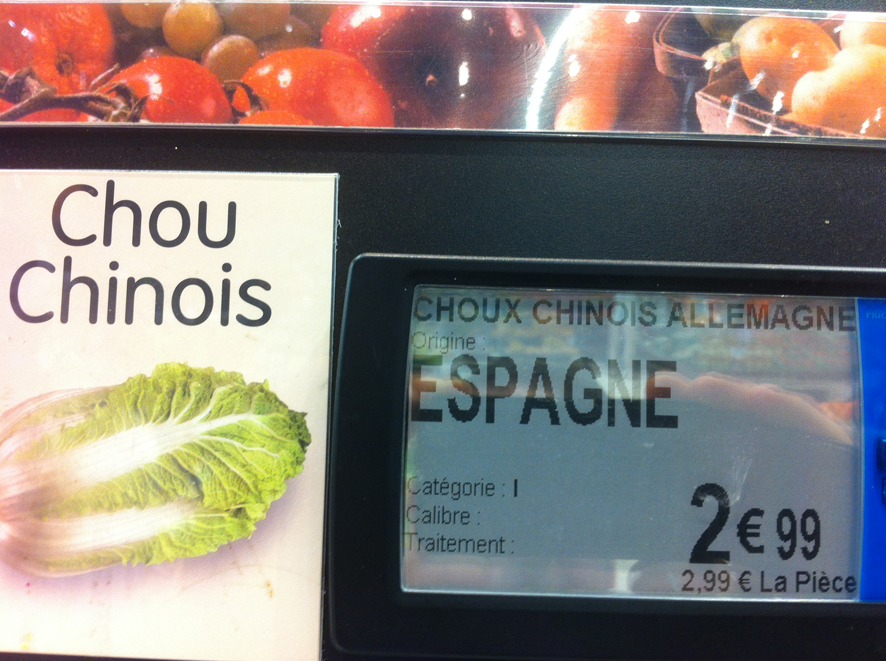 Chou
Chinois
CHOUX CHINOIS ALLEMAGNE
Origine :
ESPAGNE
Catégorie : I
Calibre :
Traitement :
2€99
2,99 € La Pièce